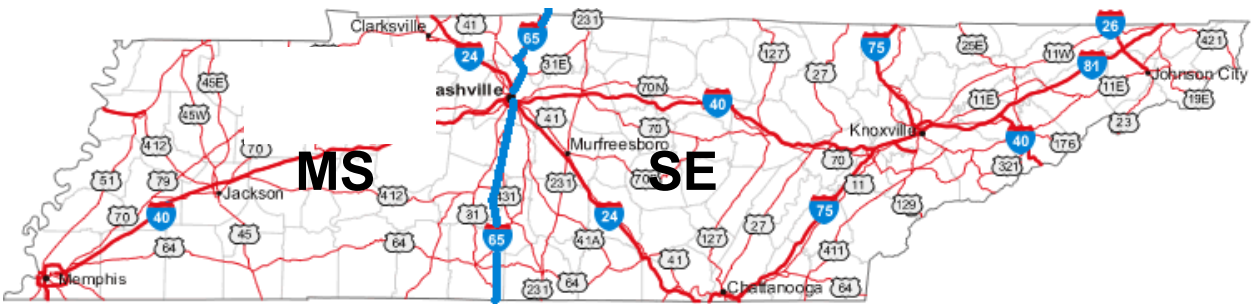 26
Clarksville
41
65
231
421
24
31E
127
75
25E
11W
81
27
45E
70N
11E
11E
Johnson City
ashville
40
19E
45W
41
70
Knoxville
23
412
70
Murfreesboro
70
40
176
MS
SE
51
79
Jackson
412
431
231
70
11
321
70
40
31
24
75
129
45
65
41A
127
27
64
64
411
41
Memphis
231
64
Chattanooga
64